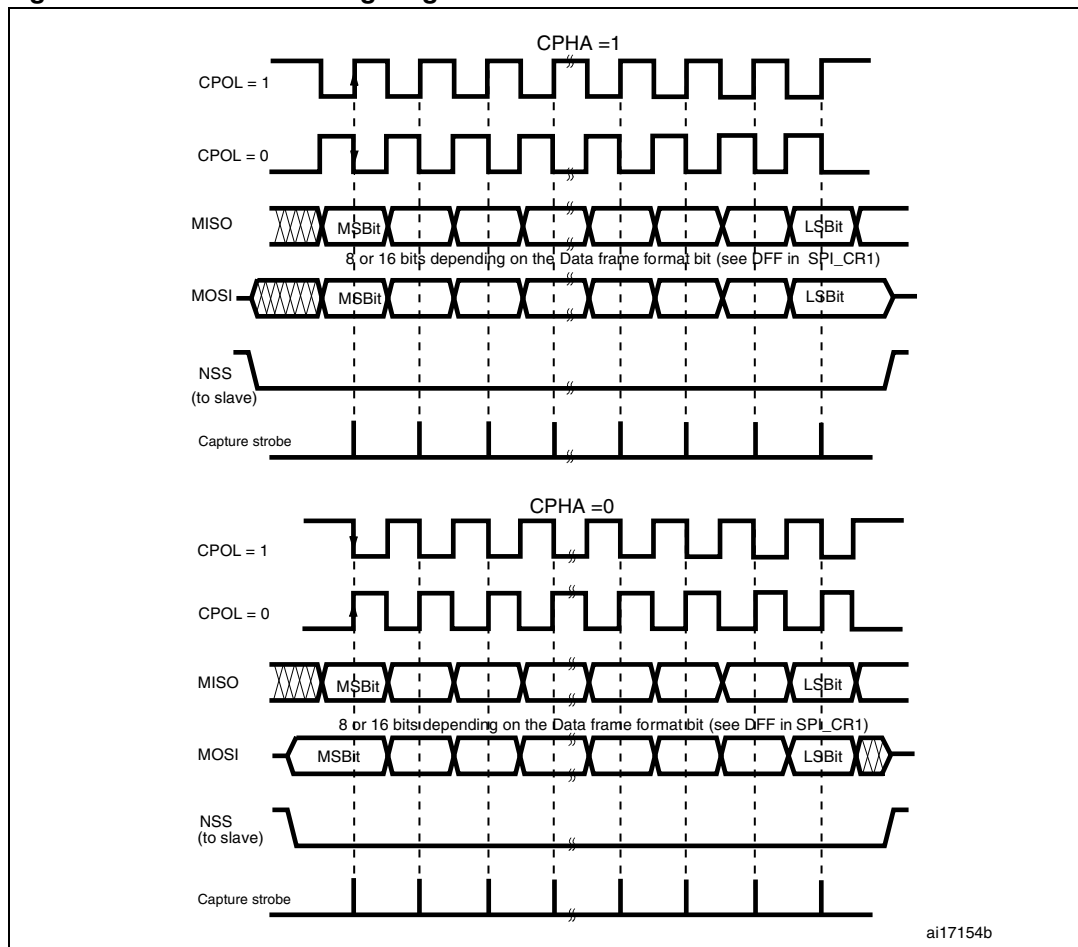 CPHA =1
CPOL = 1
CPOL = 0
MISO
MSBit
LSBit
8 or 16 bits depending on the Data frame format bit (see DFF in SPI_CR1)
MOSI
MSBit
LSBit
NSS
(to slave)
Capture strobe
CPHA =0
CPOL = 1
CPOL = 0
MISO
MSBit
LSBit
8 or 16 bits depending on the Data frame format bit (see DFF in SPI_CR1)
MOSI
MSBit
LSBit
NSS
(to slave)
Capture strobe
ai17154b